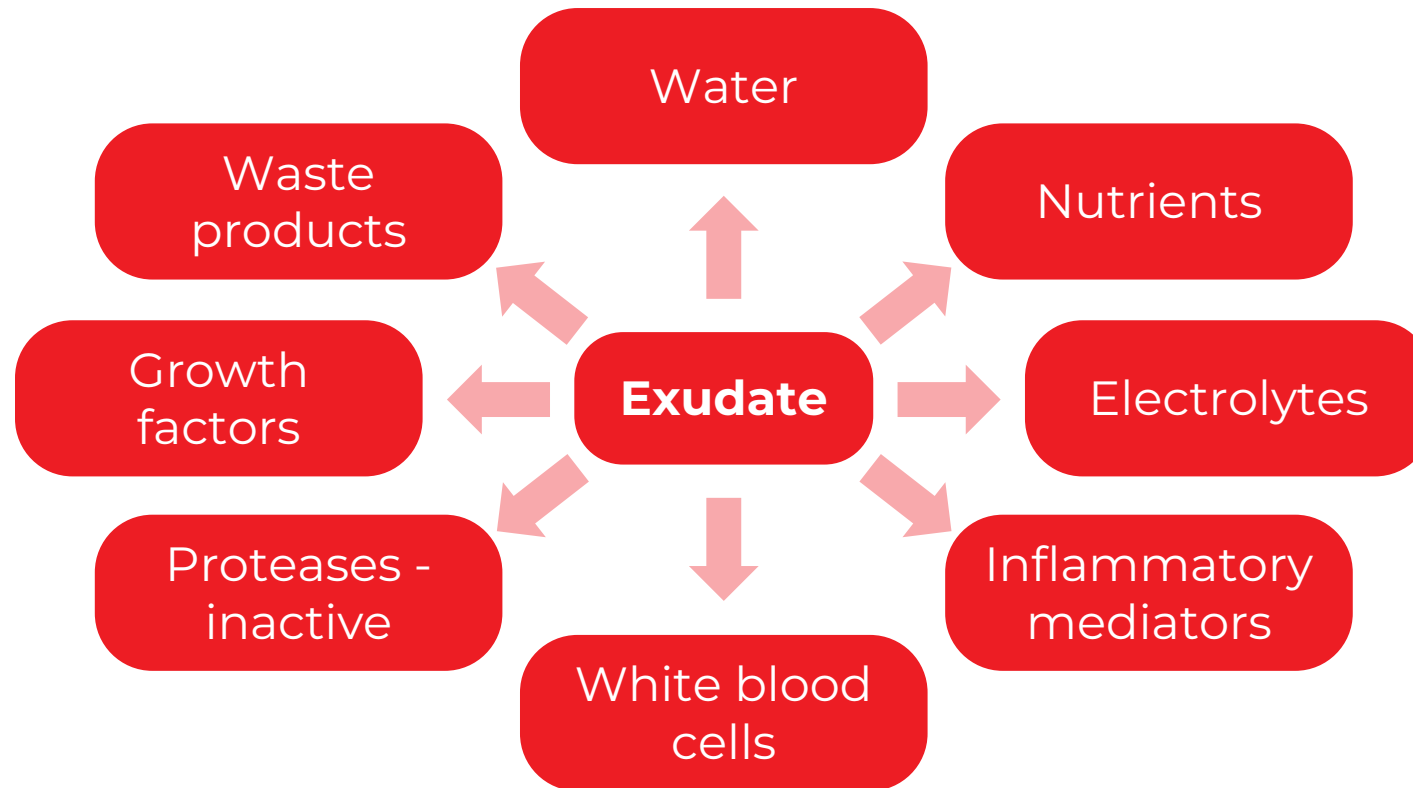 Water
Waste
products
Nutrients
Growth
factors
Exudate
Electrolytes
Proteases -
inactive
Inflammatory
mediators
White blood
cells